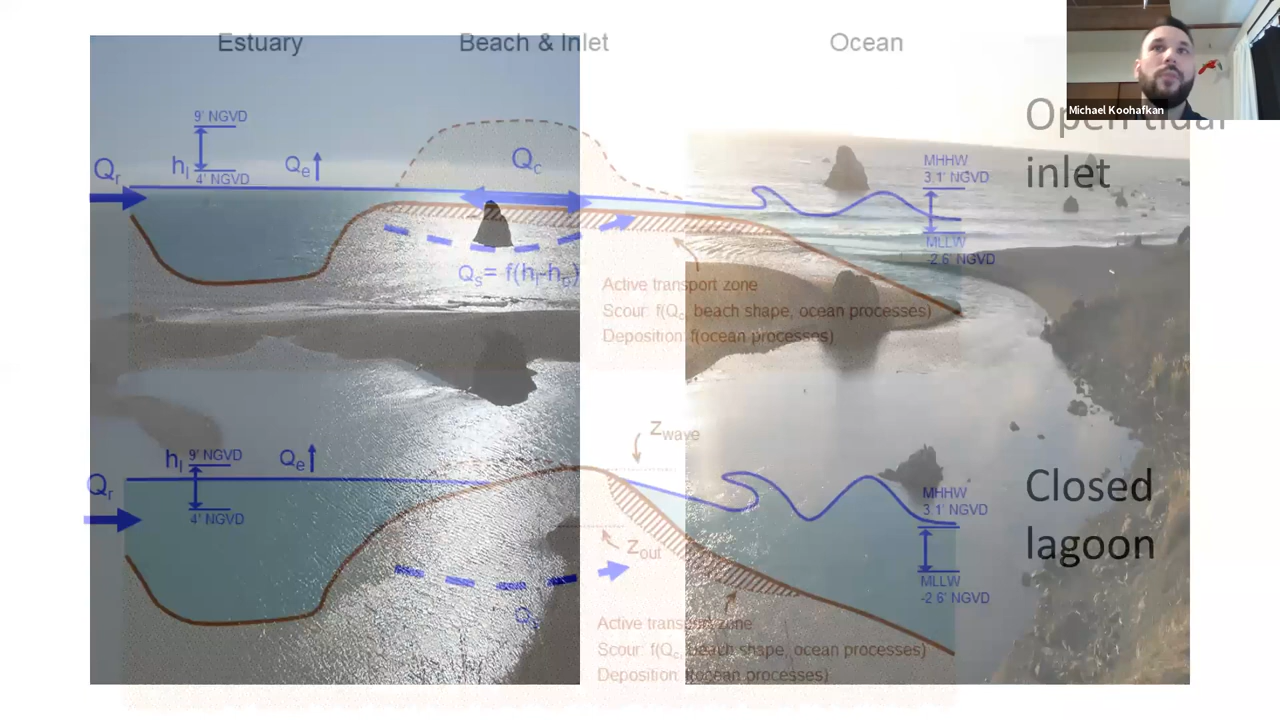 Estuary
Beach & Inlet
Ocean
Michael Koohafkan
Open tidal
inlet
9' NGVD
Qr
hl
4' NGVD
Qe
Qc
MHHW
3.1' NGVD
MLLW
-2.6' NGVD
Qs= f(hl-ho)
Active transport zone
Scour: f(Qc, beach shape, ocean processes)
Deposition: f(ocean processes)
Zwave
Qr
hl
9' NGVD
Qe
4' NGVD
Zout
MHHW
3.1' NGVD
MLLW
-2.6' NGVD
Closed
lagoon
Qs
Active transport zone
Scour: f(Qc, beach shape, ocean processes)
Deposition: f(ocean processes)